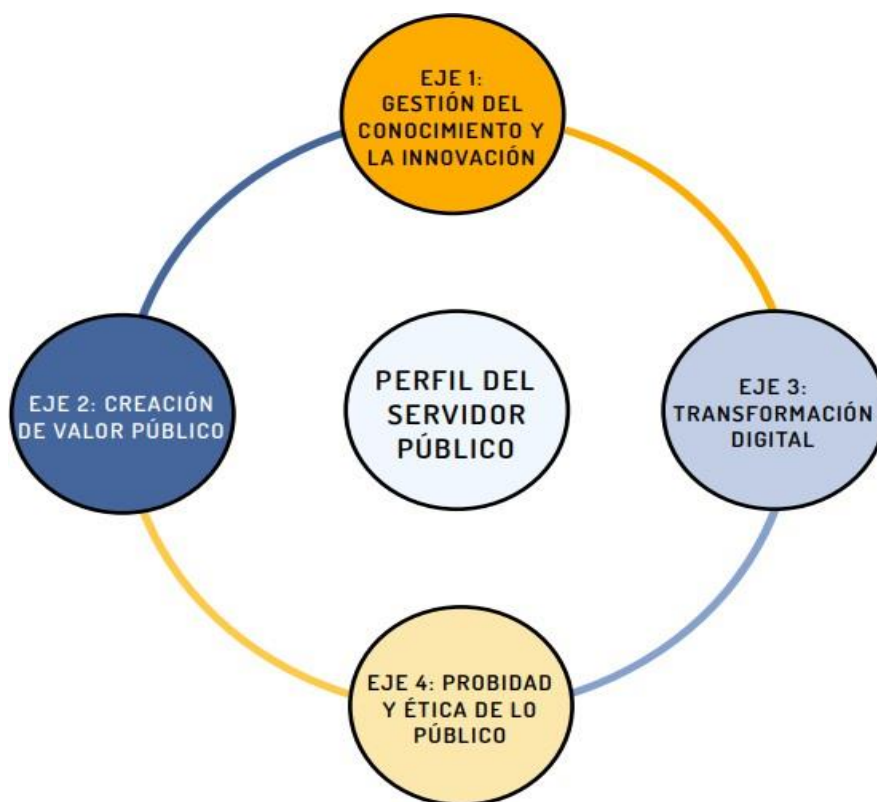 EJE 1:
GESTIÓN DEL
CONOCIMIENTO Y
LA INNOVACIÓN
EJE 2: CREACIÓN
DE VALOR PÚBLICO
PERFIL DEL
SERVIDOR
PÚBLICO
EJE 3:
TRANSFORMACIÓN
DIGITAL
EJE 4: PROBIDAD
Y ÉTICA DE LO
PÚBLICO